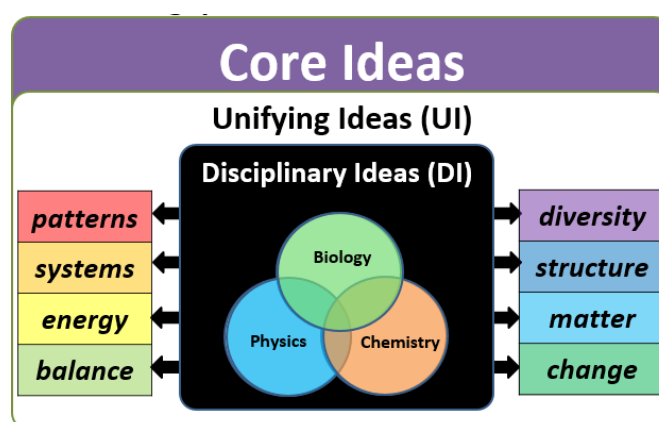 Core Ideas
Unifying Ideas (UI)
Disciplinary Ideas (DI)
patterns
systems
energy
balance
Biology
Physics
Chemistry
diversity
structure
matter
change